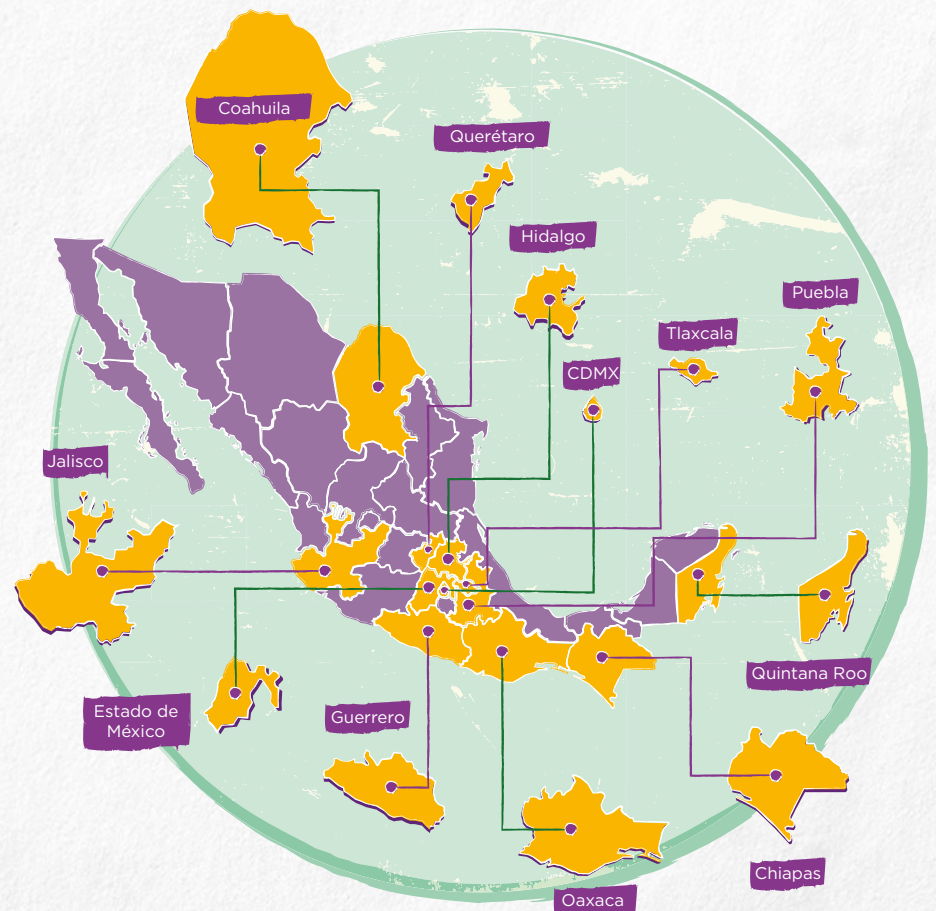 Coahuila
Querétaro
Hidalgo
Puebla
Tlaxcala
CDMX
Jalisco
Quintana Roo
Estado de
México
Guerrero
Chiapas
Oaxaca